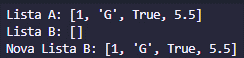 Lista A: [1, 'G', True, 5.5]
Lista B: []
Nova Lista B: [1, 'G', True, 5.5]